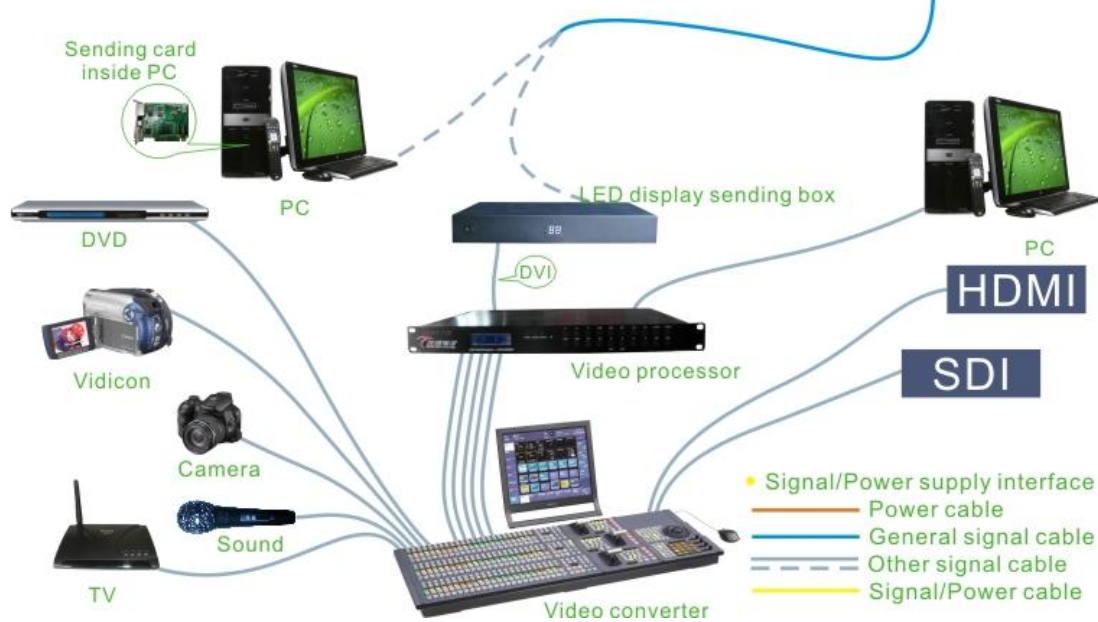 Sending card
inside PC
PC
LED display sending box
DVD
DVI
PC
HDMI
Vidicon
Video processor
SDI
Camera
Signal/Power supply interface
Power cable
General signal cable
Sound
Other signal cable
TV
Signal/Power cable
Video converter